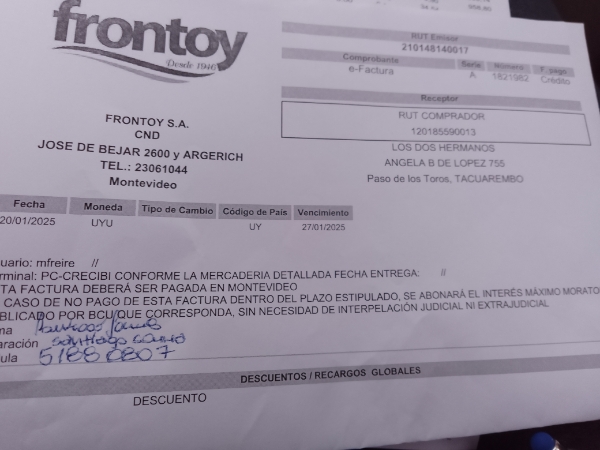 frontoy
Desde 1946
RUT Emisor
210148140017
Comprobante Serie Número F. pago
e-Factura A 1821982 Crédito
Receptor
RUT COMPRADOR
120185590013
LOS DOS HERMANOS
ANGELA B DE LOPEZ 755
Paso de los Toros, TACUAREMBO
FRONTOY S.A.
CND
JOSE DE BEJAR 2600 y ARGERICH
TEL.: 23061044
Montevideo
Fecha Moneda Tipo de Cambio Código de País Vencimiento
20/01/2025 UYU UY 27/01/2025
uario: mfreire //
rminal: PC-CRECIBI CONFORME LA MERCADERIA DETALLADA FECHA ENTREGA: //
TA FACTURA DEBERÁ SER PAGADA EN MONTEVIDEO
CASO DE NO PAGO DE ESTA FACTURA DENTRO DEL PLAZO ESTIPULADO, SE ABONARÁ EL INTERÉS MÁXIMO MORATO
BLICADO POR BCU QUE CORRESPONDA, SIN NECESIDAD DE INTERPELACIÓN JUDICIAL NI EXTRAJUDICIAL
ma
aración santiago
ula 5188
DESCUENTOS / RECARGOS GLOBALES
DESCUENTO